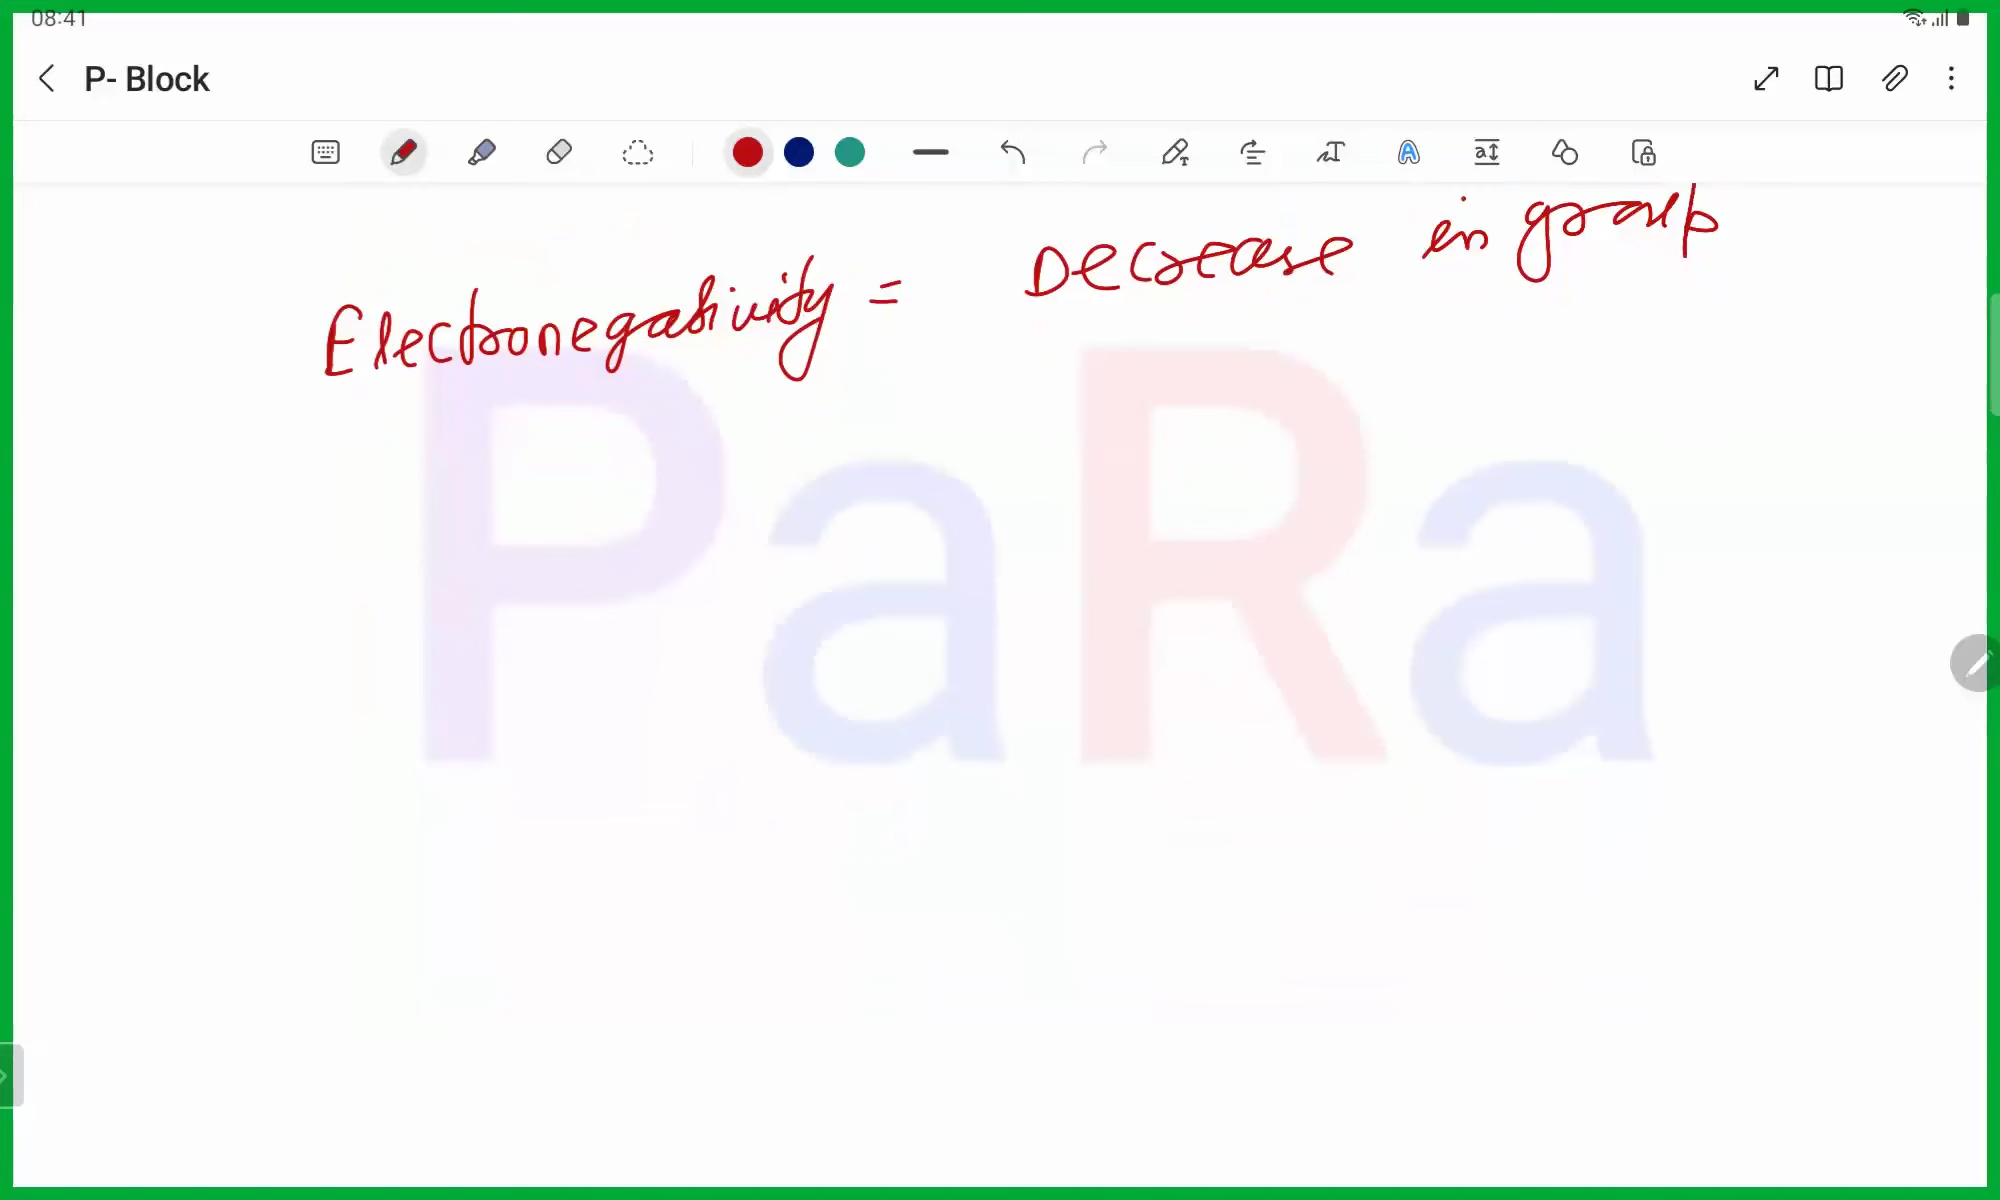 08:41
P- Block
Electronegativity = Decrease in group
PaRa